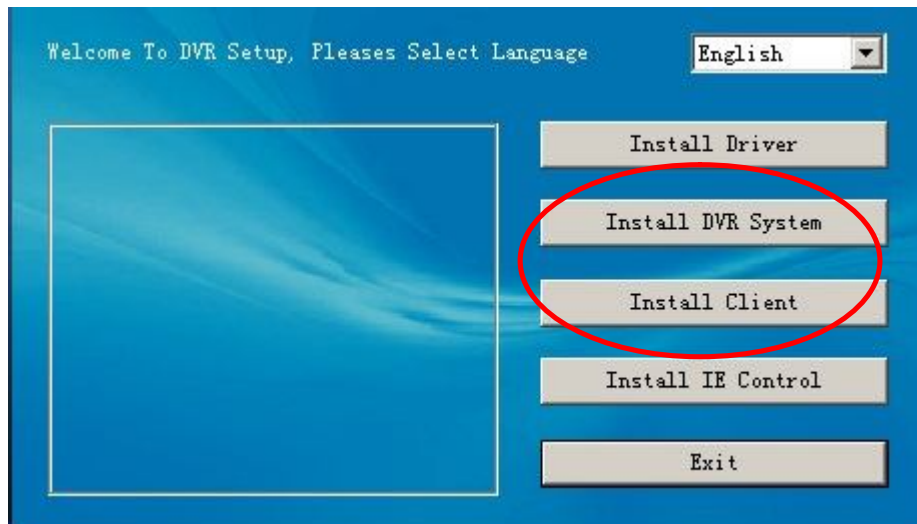 Welcome To DVR Setup, Pleases Select Language
English
Install Driver
Install DVR System
Install Client
Install IE Control
Exit